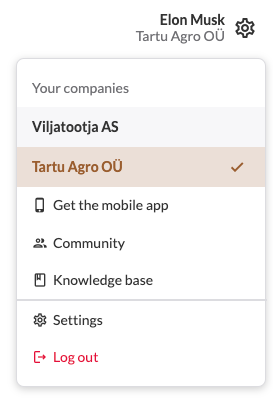 Elon Musk
Tartu Agro OÜ
Your companies
Viljatootja AS
Tartu Agro OÜ
Get the mobile app
Community
Knowledge base
Settings
Log out